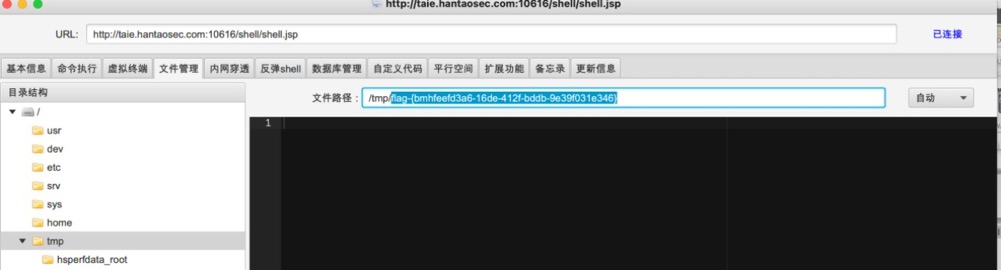 http://taie.hantaosec.com:10616/shell/shell.jsp
URL: http://taie.hantaosec.com:10616/shell/shell.jsp 已连接
基本信息 命令执行 虚拟终端 文件管理 内网穿透 反弹shell 数据库管理 自定义代码 平行空间 扩展功能 备忘录 更新信息
目录结构
文件路径： /tmp/flag-{bmhfeefd3a6-16de-412f-bddb-9e39f031e346} 自动
/
1
usr
dev
etc
srv
sys
home
tmp
hsperfdata_root